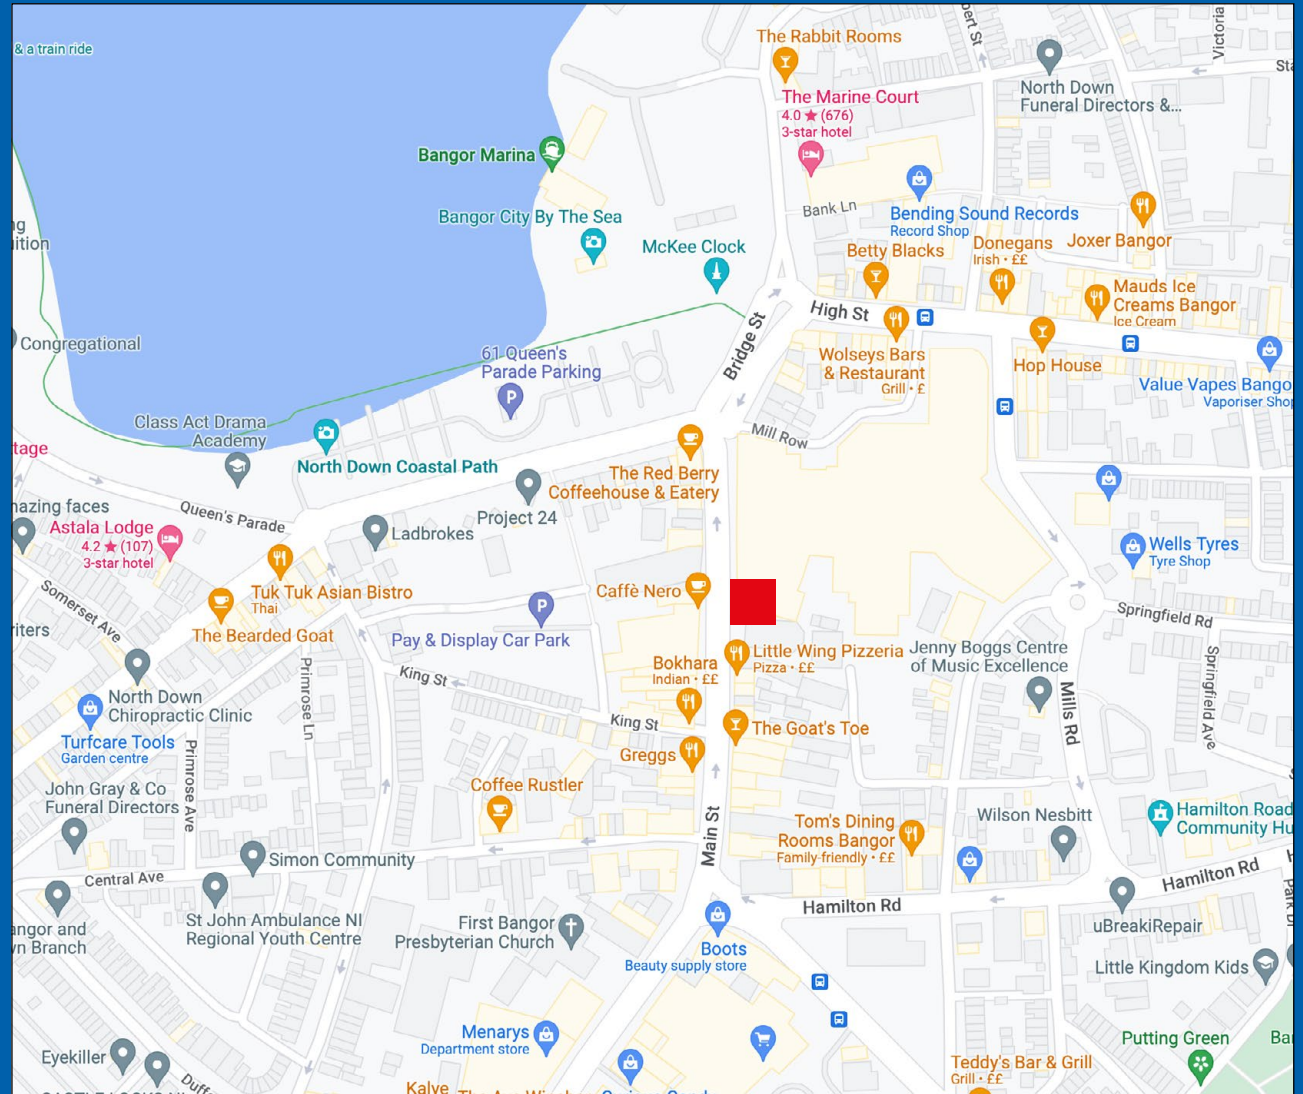 & a train ride
The Rabbit Rooms
The Marine Court
4.0 ★ (676)
3-star hotel
North Down
Funeral Directors &...
Victoria
Bangor Marina
Bank Ln
Bangor City By The Sea
Bending Sound Records
Record Shop
McKee Clock
Betty Blacks
Donegans
Irish · ££
Joxer Bangor
Mauds Ice
Creams Bangor
Ice Cream
High St
Bridge St
Congregational
61 Queen's
Parade Parking
Wolseys Bars
& Restaurant
Grill · £
Hop House
Value Vapes Bango
Vaporiser Shop
Class Act Drama
Academy
Mill Row
North Down Coastal Path
The Red Berry
Coffeehouse & Eatery
Queen's Parade
Project 24
Ladbrokes
Astala Lodge
4.2 ★ (107)
3-star hotel
Wells Tyres
Tyre Shop
Tuk Tuk Asian Bistro
Thai
Caffè Nero
Somerset Ave
The Bearded Goat
Pay & Display Car Park
Springfield Rd
Little Wing Pizzeria
Pizza · ££
Jenny Boggs Centre
of Music Excellence
Bokhara
Indian · ££
King St
Primrose Ln
North Down
Chiropractic Clinic
King St
The Goat's Toe
Mills Rd
Springfield Ave
Turfcare Tools
Garden centre
Primrose Ave
Greggs
John Gray & Co
Funeral Directors
Coffee Rustler
Main St
Tom's Dining
Rooms Bangor
Family-friendly · ££
Wilson Nesbitt
Hamilton Road
Community Hu
Simon Community
Central Ave
Hamilton Rd
Hamilton Rd
St John Ambulance NI
Regional Youth Centre
First Bangor
Presbyterian Church
Boots
Beauty supply store
uBreakiRepair
Little Kingdom Kids
Menarys
Department store
Putting Green
Eyekiller
Teddy's Bar & Grill
Grill · ££